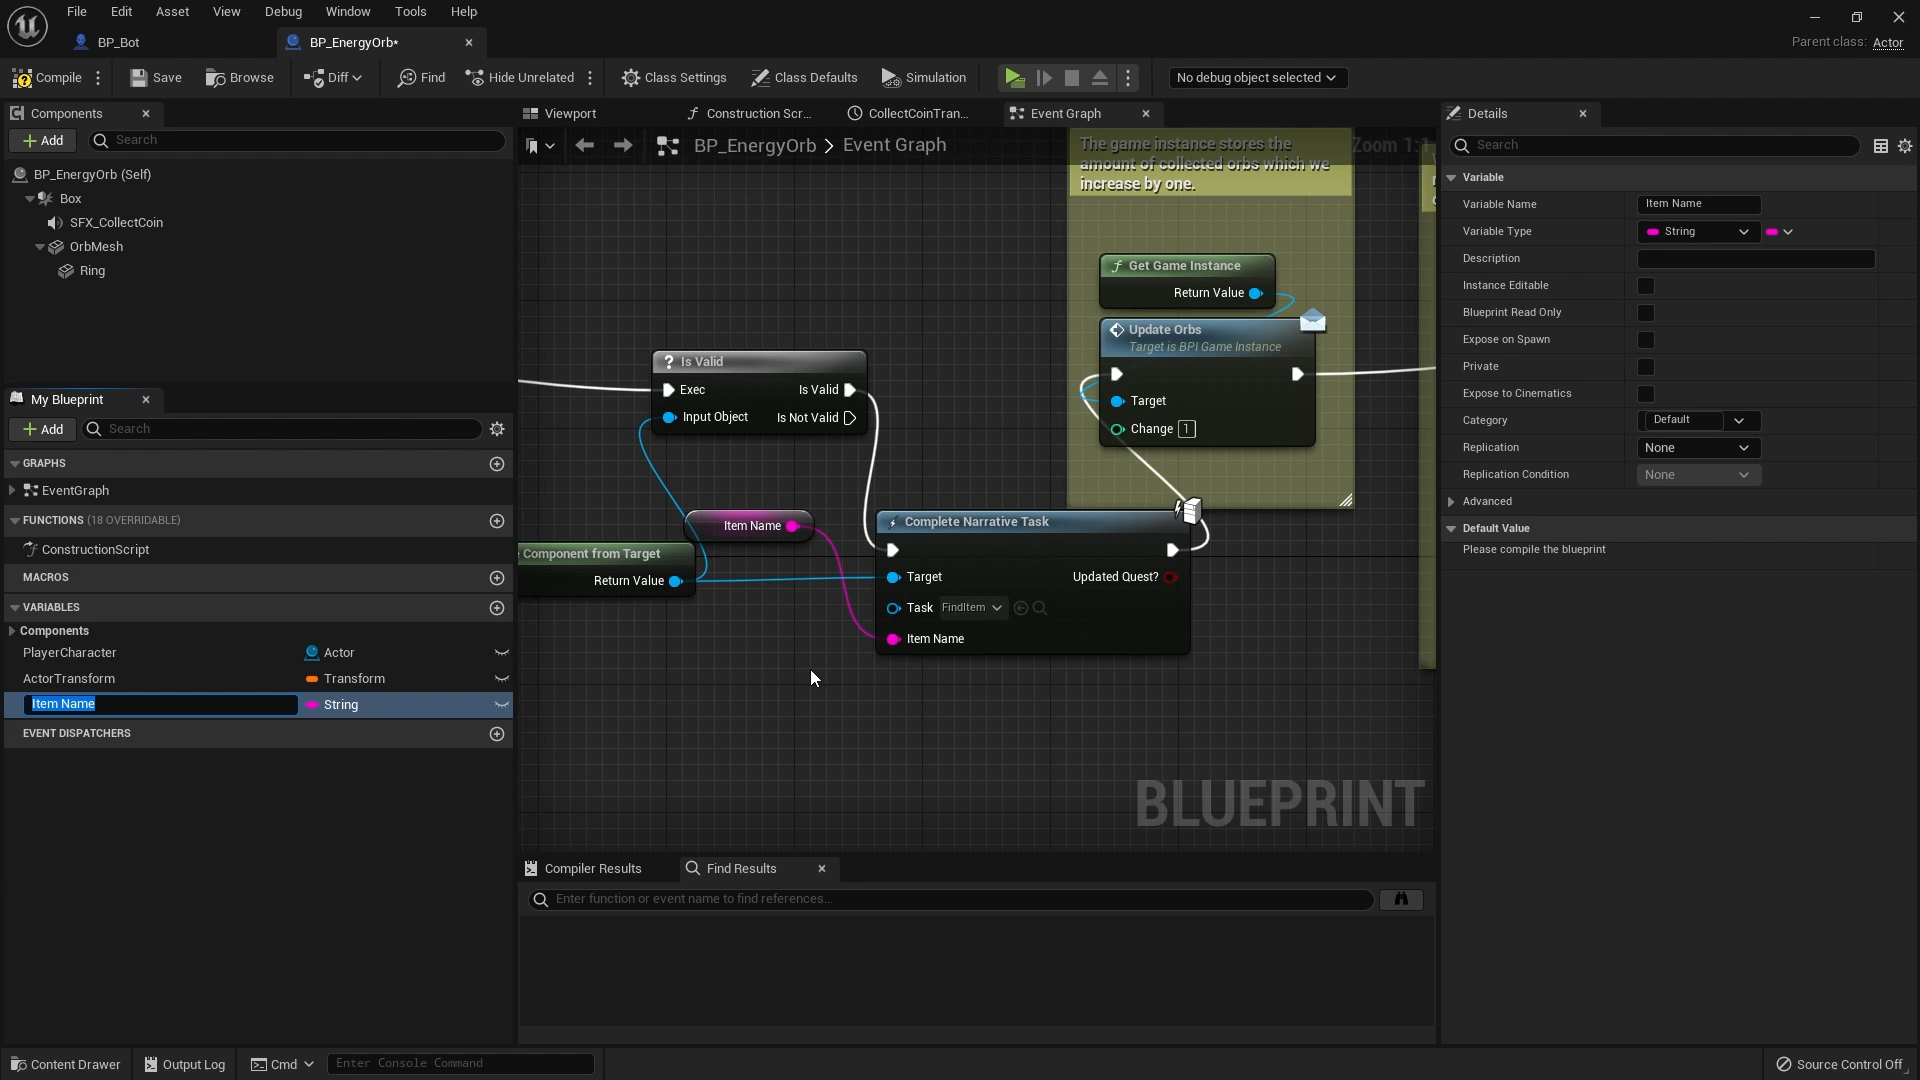 File Edit Asset View Debug Window Tools Help
BP_Bot
BP_EnergyOrb*
Parent class: Actor
Compile
Save
Browse
Diff
Find
Hide Unrelated
Class Settings
Class Defaults
Simulation
No debug object selected
Components
Add
Search
BP_EnergyOrb (Self)
Box
SFX_CollectCoin
OrbMesh
Ring
My Blueprint
Add
Search
GRAPHS
EventGraph
FUNCTIONS (18 OVERRIDABLE)
ConstructionScript
MACROS
VARIABLES
Components
PlayerCharacter Actor
ActorTransform Transform
Item Name String
EVENT DISPATCHERS
Viewport
Construction Scr...
CollectCoinTran...
Event Graph
BP_EnergyOrb > Event Graph
Zoom 1:1
The game instance stores the
amount of collected orbs which we
increase by one.
Get Game Instance
Return Value
Update Orbs
Target is BPI Game Instance
Target
Change 1
Is Valid
Exec Is Valid
Input Object Is Not Valid
Item Name
Component from Target
Return Value
Complete Narrative Task
Target Updated Quest?
Task FindItem
Item Name
BLUEPRINT
Compiler Results
Find Results
Enter function or event name to find references...
Details
Search
Variable
Variable Name Item Name
Variable Type String
Description
Instance Editable
Blueprint Read Only
Expose on Spawn
Private
Expose to Cinematics
Category Default
Replication None
Replication Condition None
Advanced
Default Value
Please compile the blueprint
Content Drawer
Output Log
Cmd
Enter Console Command
Source Control Off